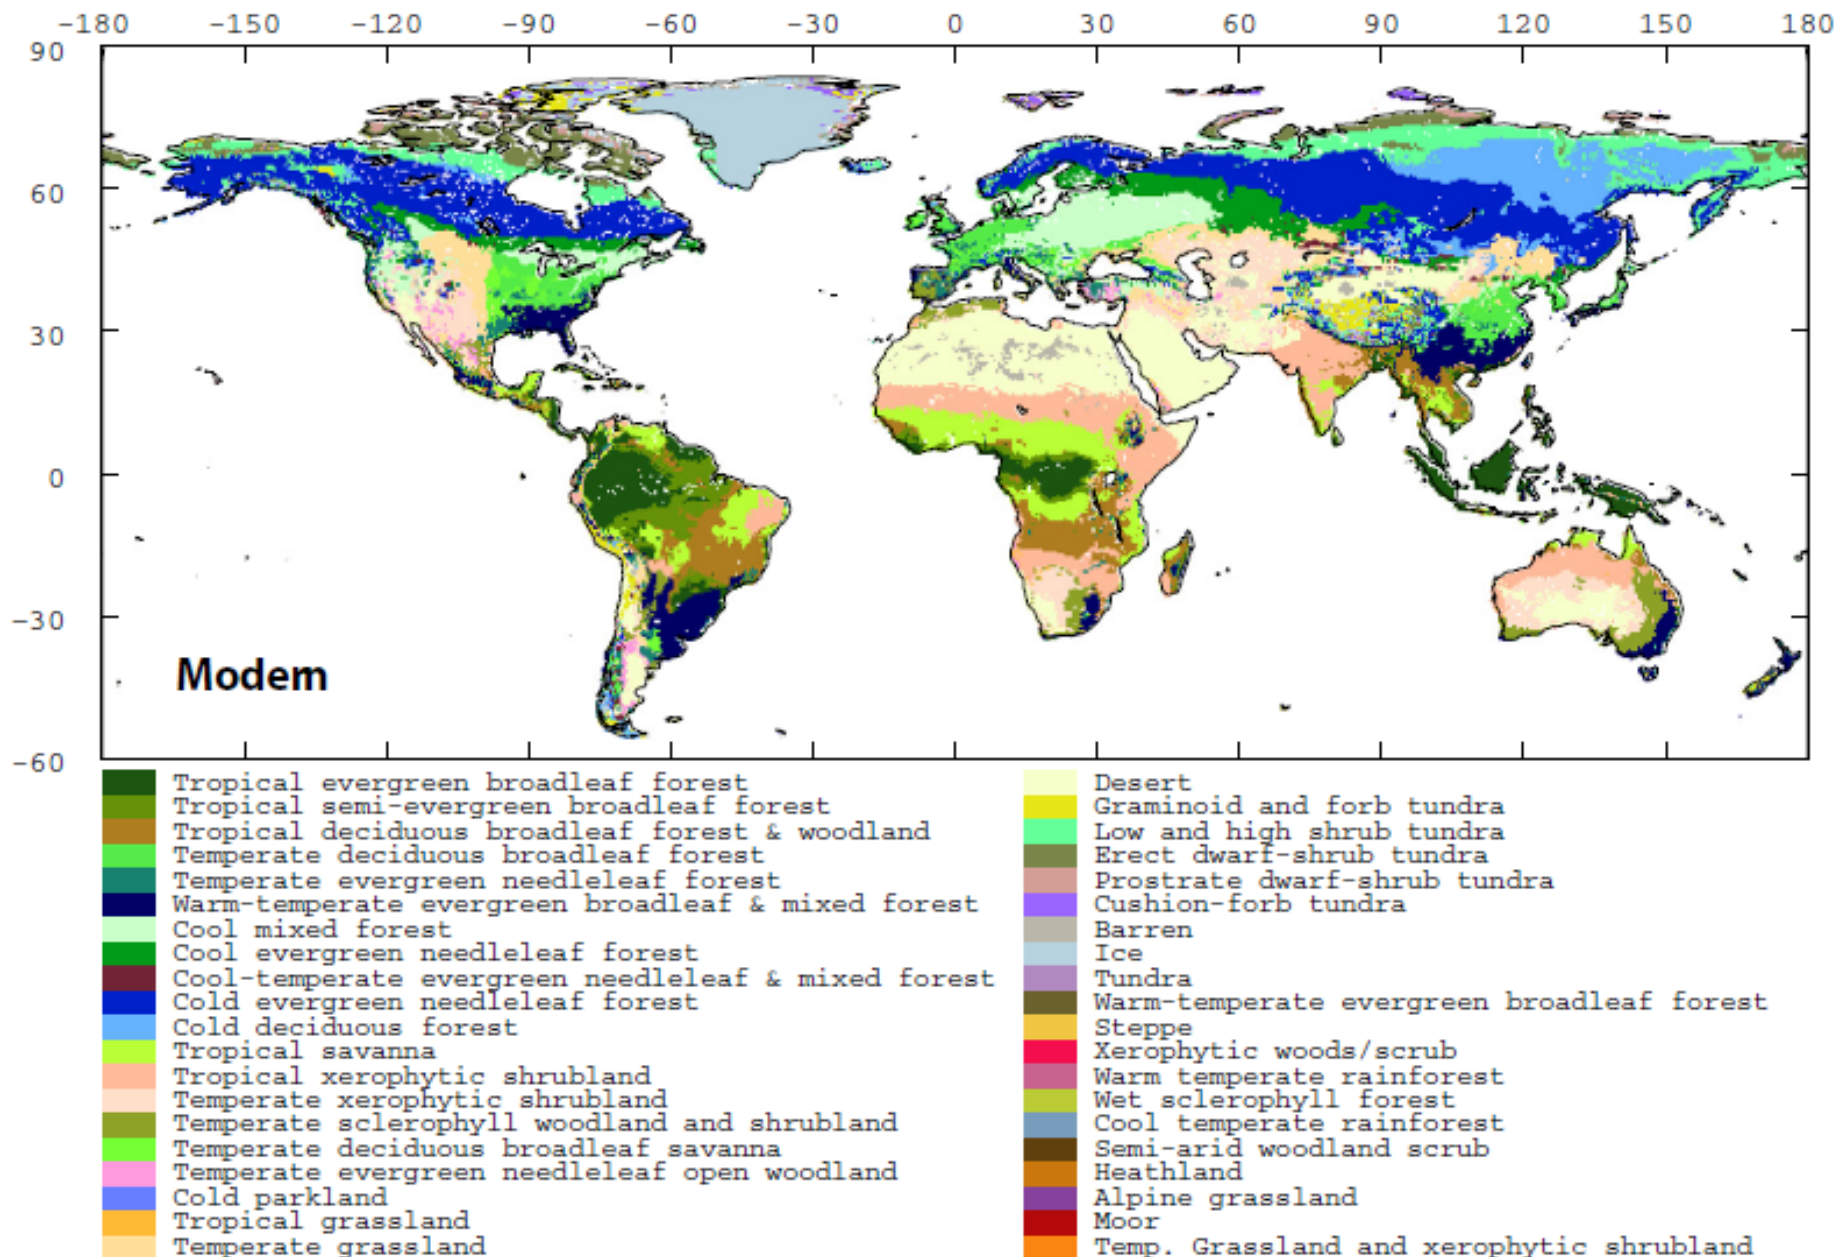 -180 -150 -120 -90 -60 -30 0 30 60 90 120 150 180
90
60
30
0
-30
-60
Modem
Tropical evergreen broadleaf forest
Tropical semi-evergreen broadleaf forest
Tropical deciduous broadleaf forest & woodland
Temperate deciduous broadleaf forest
Temperate evergreen needleleaf forest
Warm-temperate evergreen broadleaf & mixed forest
Cool mixed forest
Cool evergreen needleleaf forest
Cool-temperate evergreen needleleaf & mixed forest
Cold evergreen needleleaf forest
Cold deciduous forest
Tropical savanna
Tropical xerophytic shrubland
Temperate xerophytic shrubland
Temperate sclerophyll woodland and shrubland
Temperate deciduous broadleaf savanna
Temperate evergreen needleleaf open woodland
Cold parkland
Tropical grassland
Temperate grassland
Desert
Graminoid and forb tundra
Low and high shrub tundra
Erect dwarf-shrub tundra
Prostrate dwarf-shrub tundra
Cushion-forb tundra
Barren
Ice
Tundra
Warm-temperate evergreen broadleaf forest
Steppe
Xerophytic woods/scrub
Warm temperate rainforest
Wet sclerophyll forest
Cool temperate rainforest
Semi-arid woodland scrub
Heathland
Alpine grassland
Moor
Temp. Grassland and xerophytic shrubland